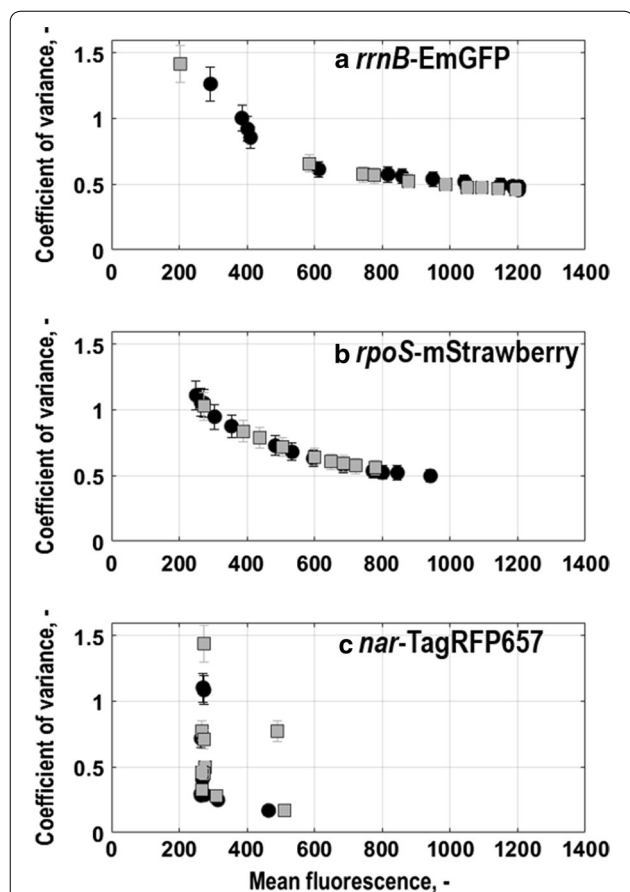 a rrnB-EmGFP
Coefficient of variance, -
1.5
1
0.5
0
0 200 400 600 800 1000 1200 1400
b rpoS-mStrawberry
Coefficient of variance, -
1.5
1
0.5
0
0 200 400 600 800 1000 1200 1400
c nar-TagRFP657
Coefficient of variance, -
1.5
1
0.5
0
0 200 400 600 800 1000 1200 1400
Mean fluorescence, -